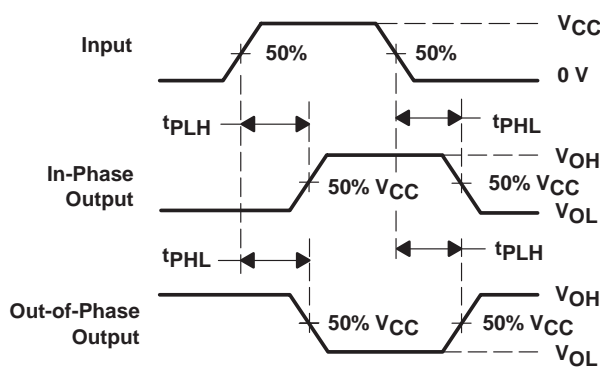 VCC
Input
50%
50%
0 V
tPLH
tPHL
VOH
In-Phase
Output
50% VCC
50% VCC
VOL
tPHL
tPLH
VOH
Out-of-Phase
Output
50% VCC
50% VCC
VOL